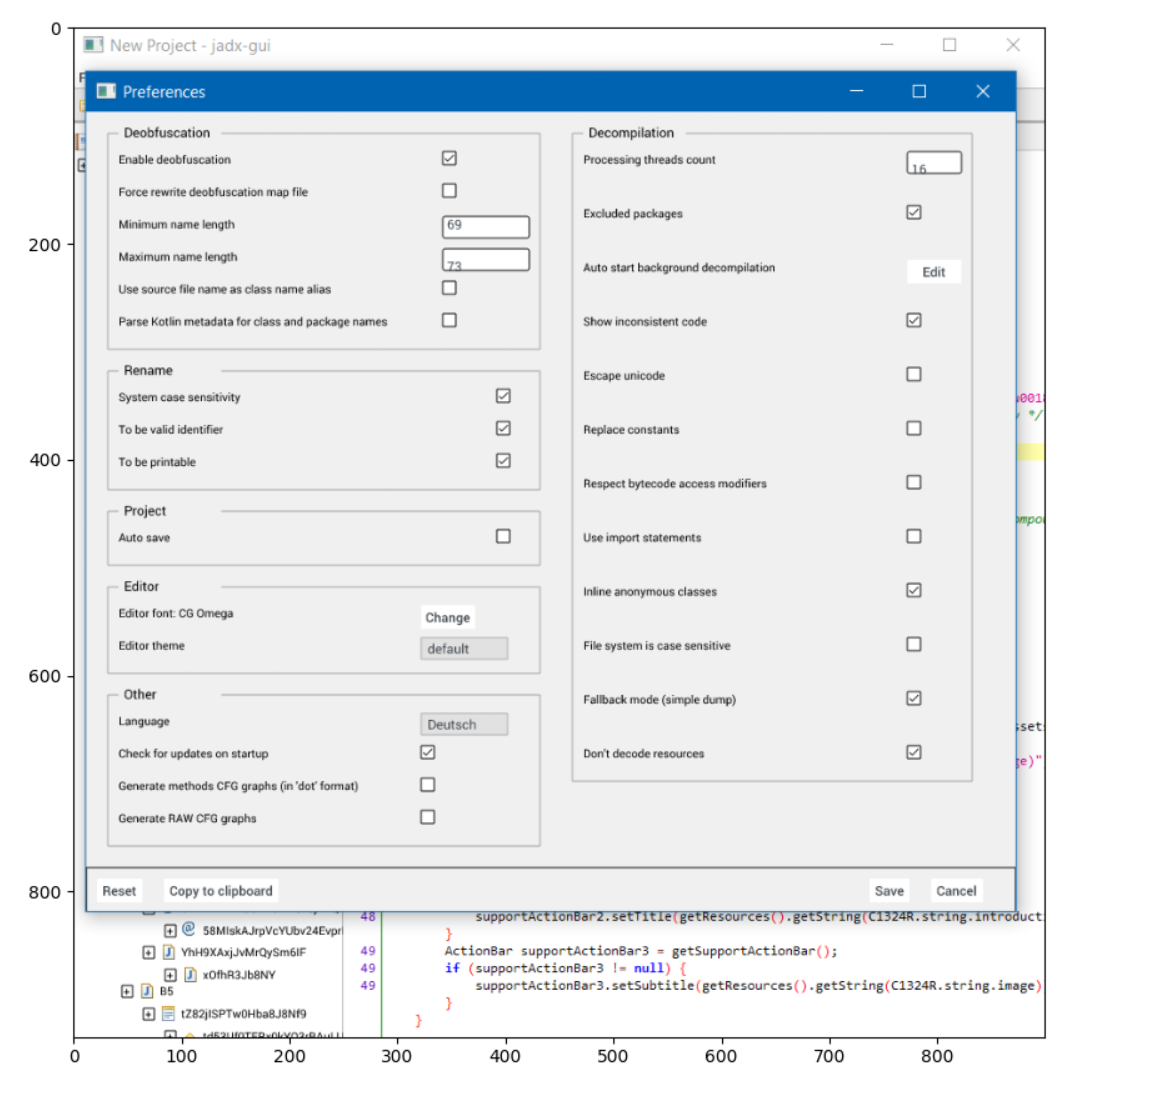 0
200
400
600
800
New Project - jadx-gui
Preferences
Deobfuscation
Enable deobfuscation
Force rewrite deobfuscation map file
Minimum name length 69
Maximum name length 73
Use source file name as class name alias
Parse Kotlin metadata for class and package names
Rename
System case sensitivity
To be valid identifier
To be printable
Project
Auto save
Editor
Editor font: CG Omega Change
Editor theme default
Other
Language Deutsch
Check for updates on startup
Generate methods CFG graphs (in 'dot' format)
Generate RAW CFG graphs
Decompilation
Processing threads count 16
Excluded packages
Auto start background decompilation Edit
Show inconsistent code
Escape unicode
Replace constants
Respect bytecode access modifiers
Use import statements
Inline anonymous classes
File system is case sensitive
Fallback mode (simple dump)
Don't decode resources
Reset Copy to clipboard Save Cancel
48 supportActionBar2.setTitle(getResources().getString(C1324R.string.introduct
58MIskAJrpVcYUbv24Evpr
}
YhH9XAxjJvMrQySm6IF 49 ActionBar supportActionBar3 = getSupportActionBar();
49 if (supportActionBar3 != null) {
xOfhR3Jb8NY
B5 49 supportActionBar3.setSubtitle(getResources().getString(C1324R.string.image)
}
tZ82jISPTw0Hba8J8Nf9
}
0 100 200 300 400 500 600 700 800